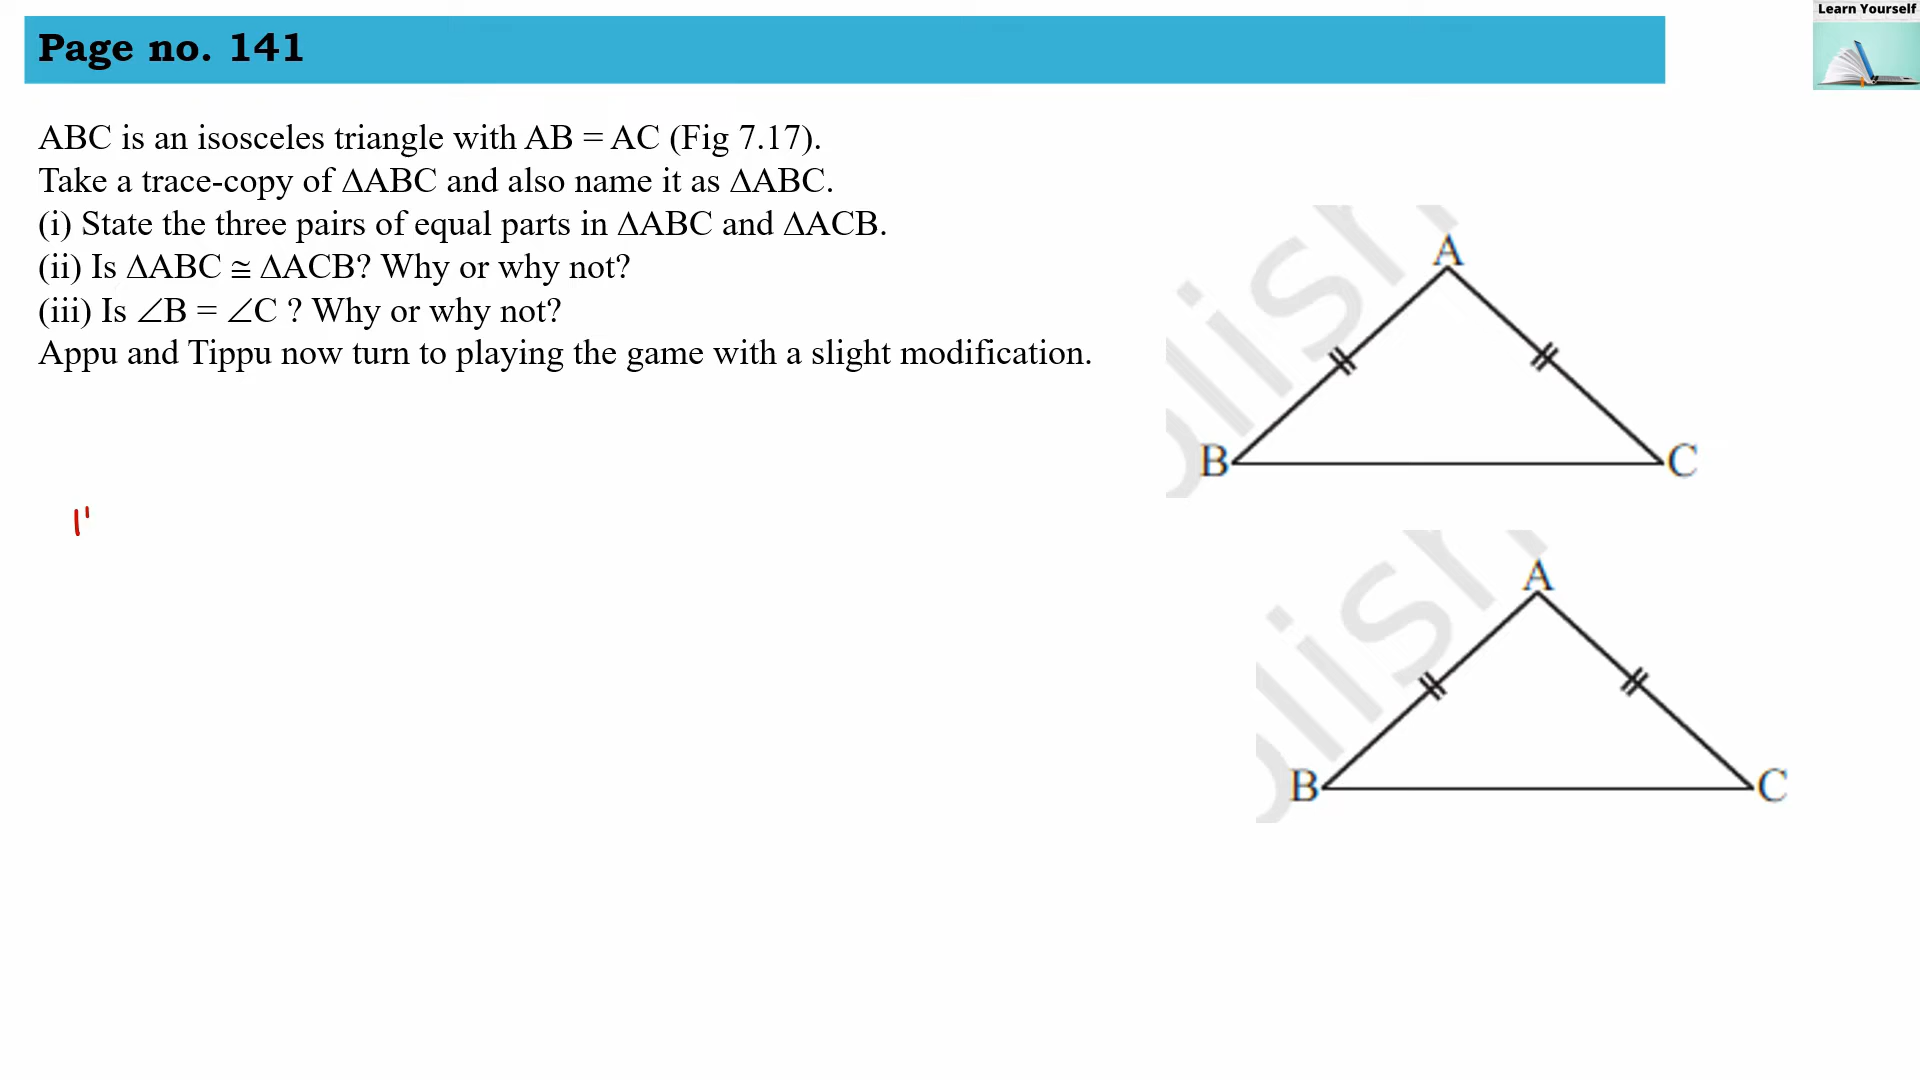 Page no. 141
Learn Yourself
ABC is an isosceles triangle with AB = AC (Fig 7.17).
Take a trace-copy of ΔABC and also name it as ΔABC.
(i) State the three pairs of equal parts in ΔABC and ΔACB.
(ii) Is ΔABC ≅ ΔACB? Why or why not?
(iii) Is ∠B = ∠C ? Why or why not?
Appu and Tippu now turn to playing the game with a slight modification.
A
B
C
A
B
C